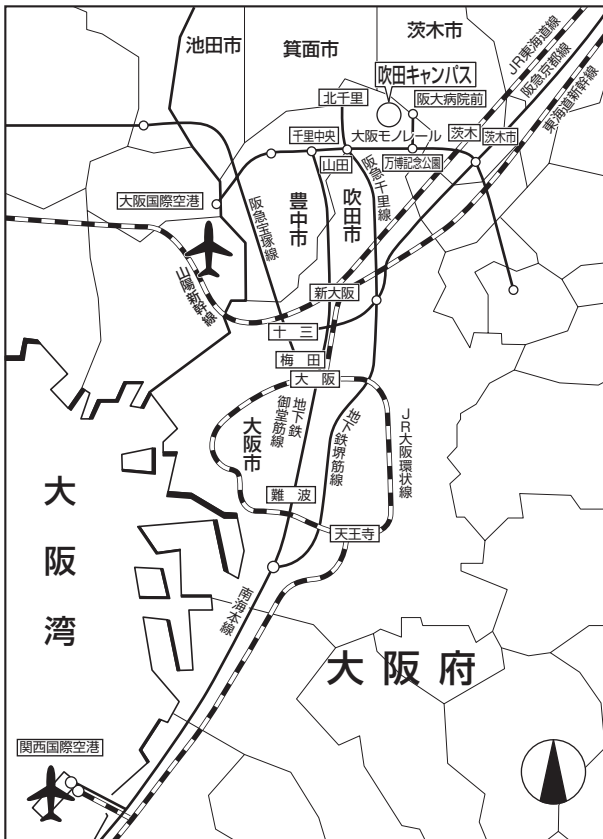 池田市
箕面市
茨木市
JR東海道線
阪急京都線
東海道新幹線
吹田キャンパス
北千里
阪大病院前
千里中央
大阪モノレール
茨木
茨木市
山田
万博記念公園
大阪国際空港
阪急宝塚線
豊中市
吹田市
阪急千里線
山陽新幹線
新大阪
十三
梅田
大阪
地下鉄
御堂筋線
大阪市
地下鉄堺筋線
JR大阪環状線
難波
天王寺
大阪湾
南海本線
大阪府
関西国際空港